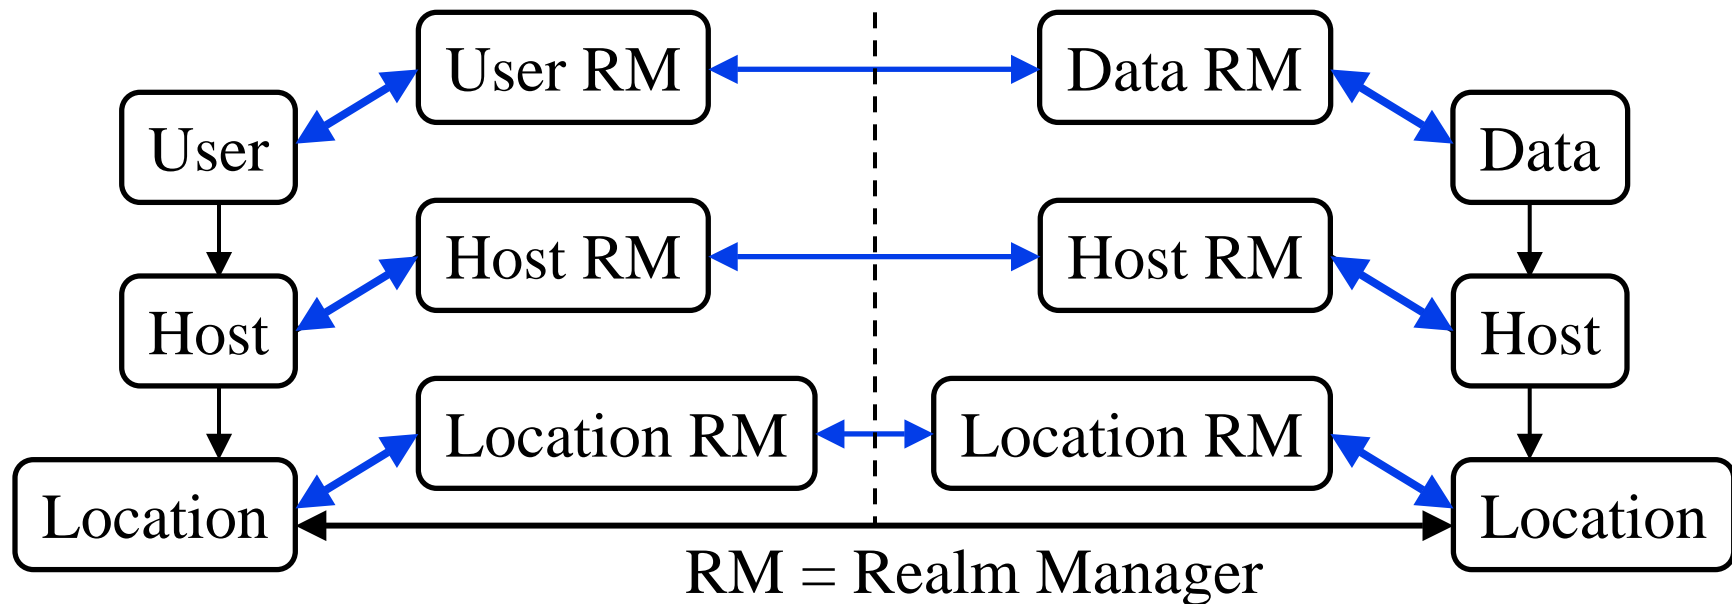 User RM
Data RM
User
Data
Host RM
Host RM
Host
Host
Location RM
Location RM
Location
Location
RM = Realm Manager